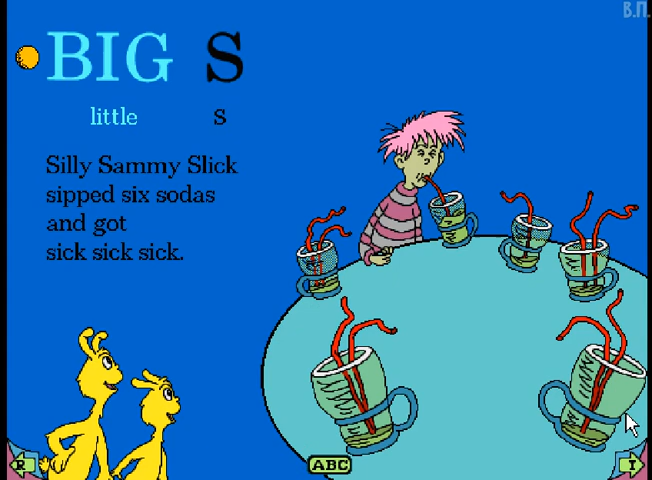 В.П.
BIG S
little s
Silly Sammy Slick
sipped six sodas
and got
sick sick sick.
R
ABC
T